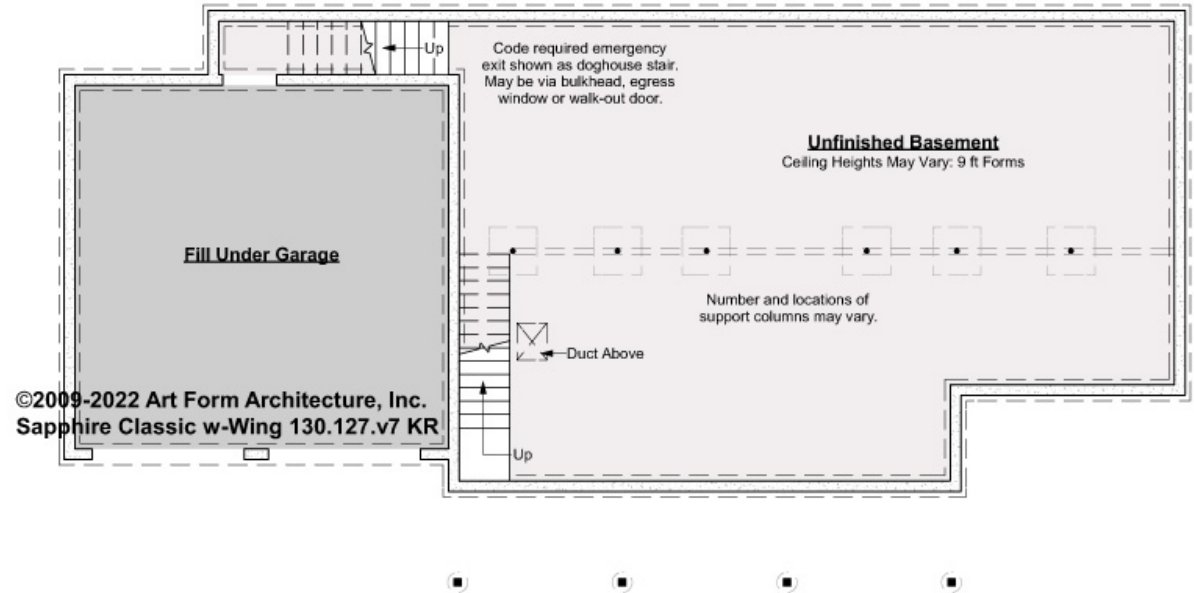 Up
Code required emergency
exit shown as doghouse stair.
May be via bulkhead, egress
window or walk-out door.
Unfinished Basement
Ceiling Heights May Vary: 9 ft Forms
Fill Under Garage
Number and locations of
support columns may vary.
Duct Above
©2009-2022 Art Form Architecture, Inc.
Sapphire Classic w-Wing 130.127.v7 KR
Up